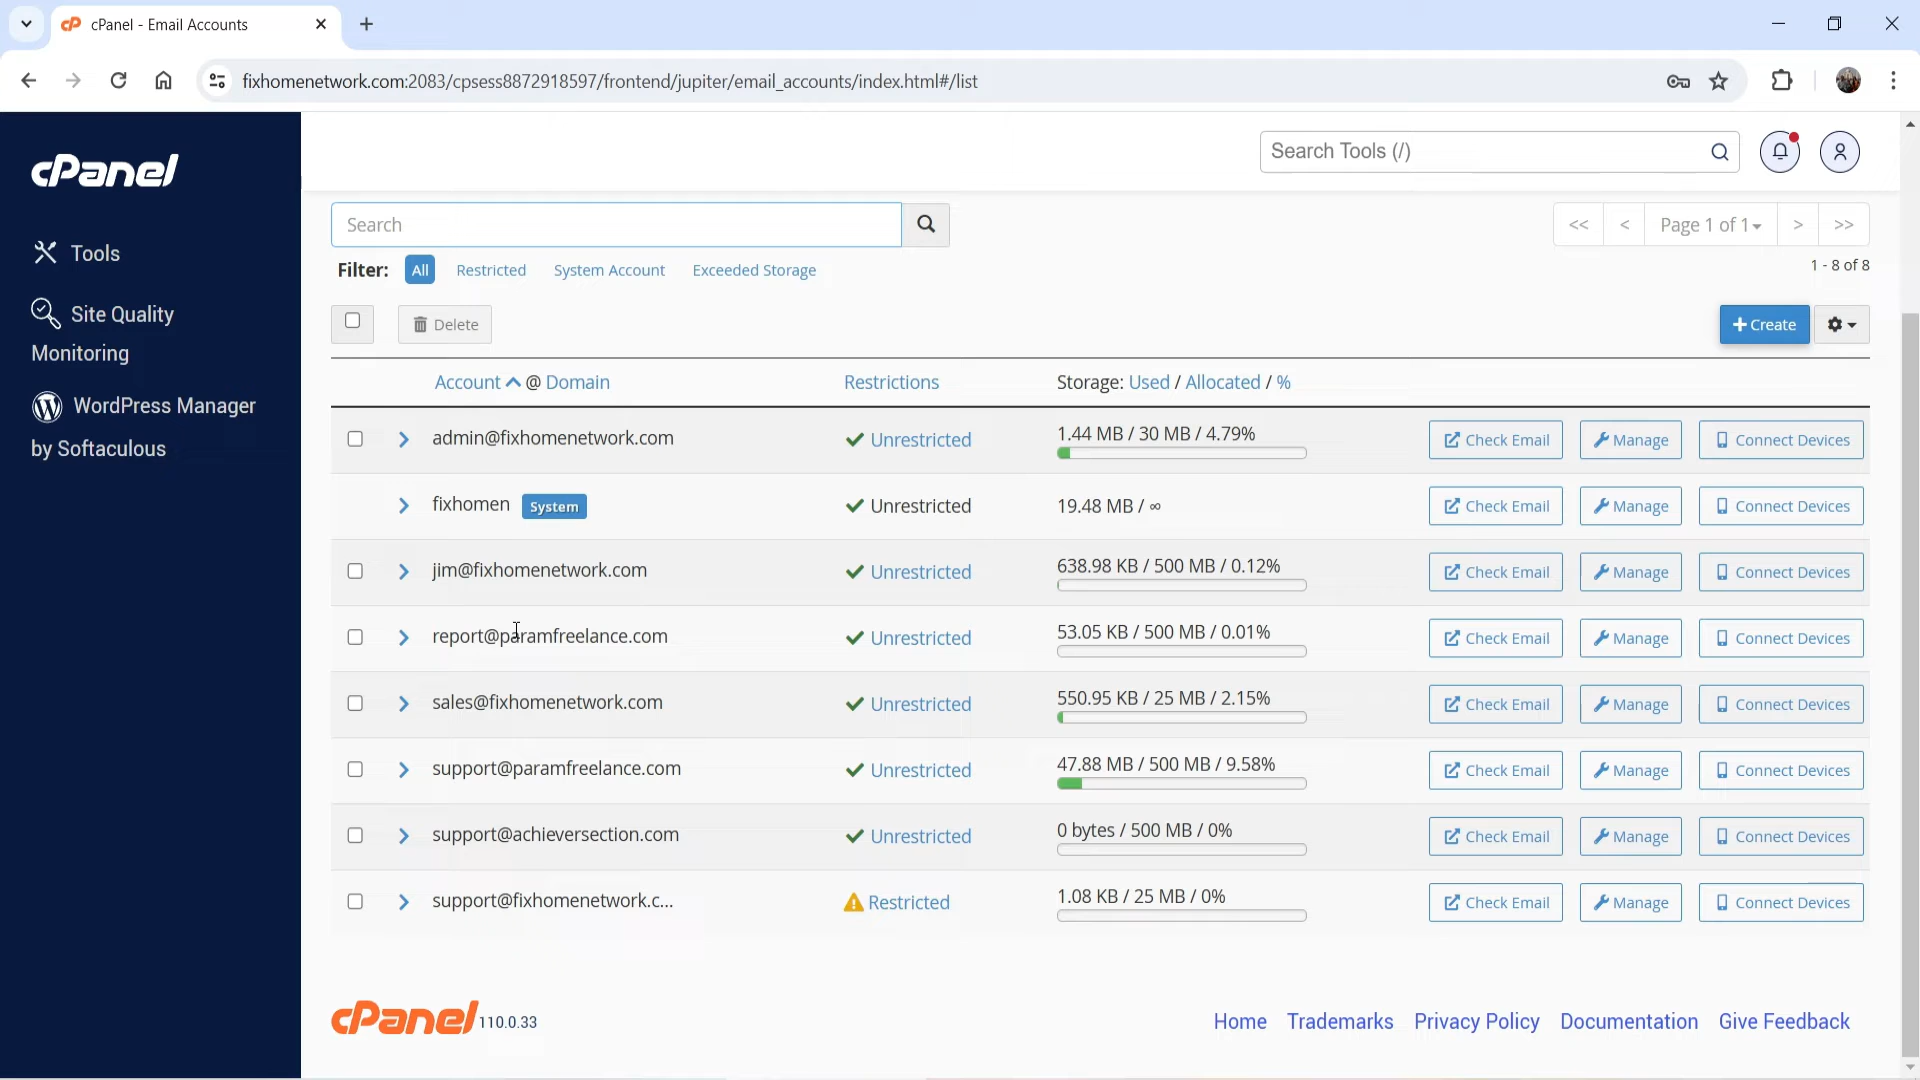 cPanel - Email Accounts
fixhomenetwork.com:2083/cpsess8872918597/frontend/jupiter/email_accounts/index.html#/list
cPanel
Tools
Site Quality
Monitoring
WordPress Manager
by Softaculous
Search Tools (/)
Search
<< < Page 1 of 1 > >>
Filter: All Restricted System Account Exceeded Storage
1 - 8 of 8
Delete
+ Create
Account @ Domain Restrictions Storage: Used / Allocated / %
admin@fixhomenetwork.com Unrestricted 1.44 MB / 30 MB / 4.79% Check Email Manage Connect Devices
fixhomen System Unrestricted 19.48 MB / ∞ Check Email Manage Connect Devices
jim@fixhomenetwork.com Unrestricted 638.98 KB / 500 MB / 0.12% Check Email Manage Connect Devices
report@paramfreelance.com Unrestricted 53.05 KB / 500 MB / 0.01% Check Email Manage Connect Devices
sales@fixhomenetwork.com Unrestricted 550.95 KB / 25 MB / 2.15% Check Email Manage Connect Devices
support@paramfreelance.com Unrestricted 47.88 MB / 500 MB / 9.58% Check Email Manage Connect Devices
support@achieversection.com Unrestricted 0 bytes / 500 MB / 0% Check Email Manage Connect Devices
support@fixhomenetwork.c... Restricted 1.08 KB / 25 MB / 0% Check Email Manage Connect Devices
cPanel 110.0.33
Home Trademarks Privacy Policy Documentation Give Feedback